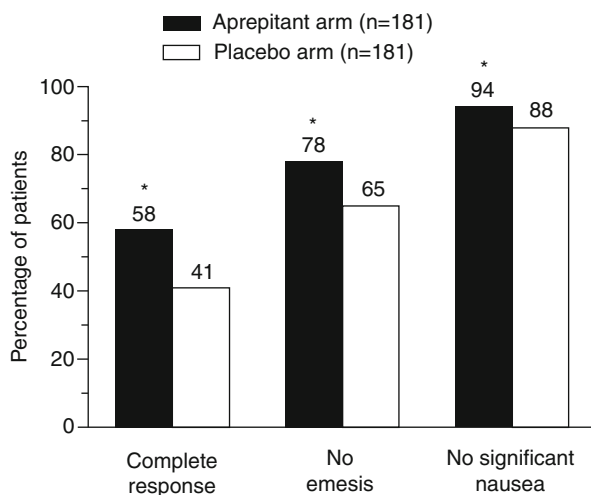 Aprepitant arm (n=181)
Placebo arm (n=181)
Percentage of patients
100
80
60
40
20
0
*
58
41
*
78
65
*
94
88
Complete
response
No
emesis
No significant
nausea